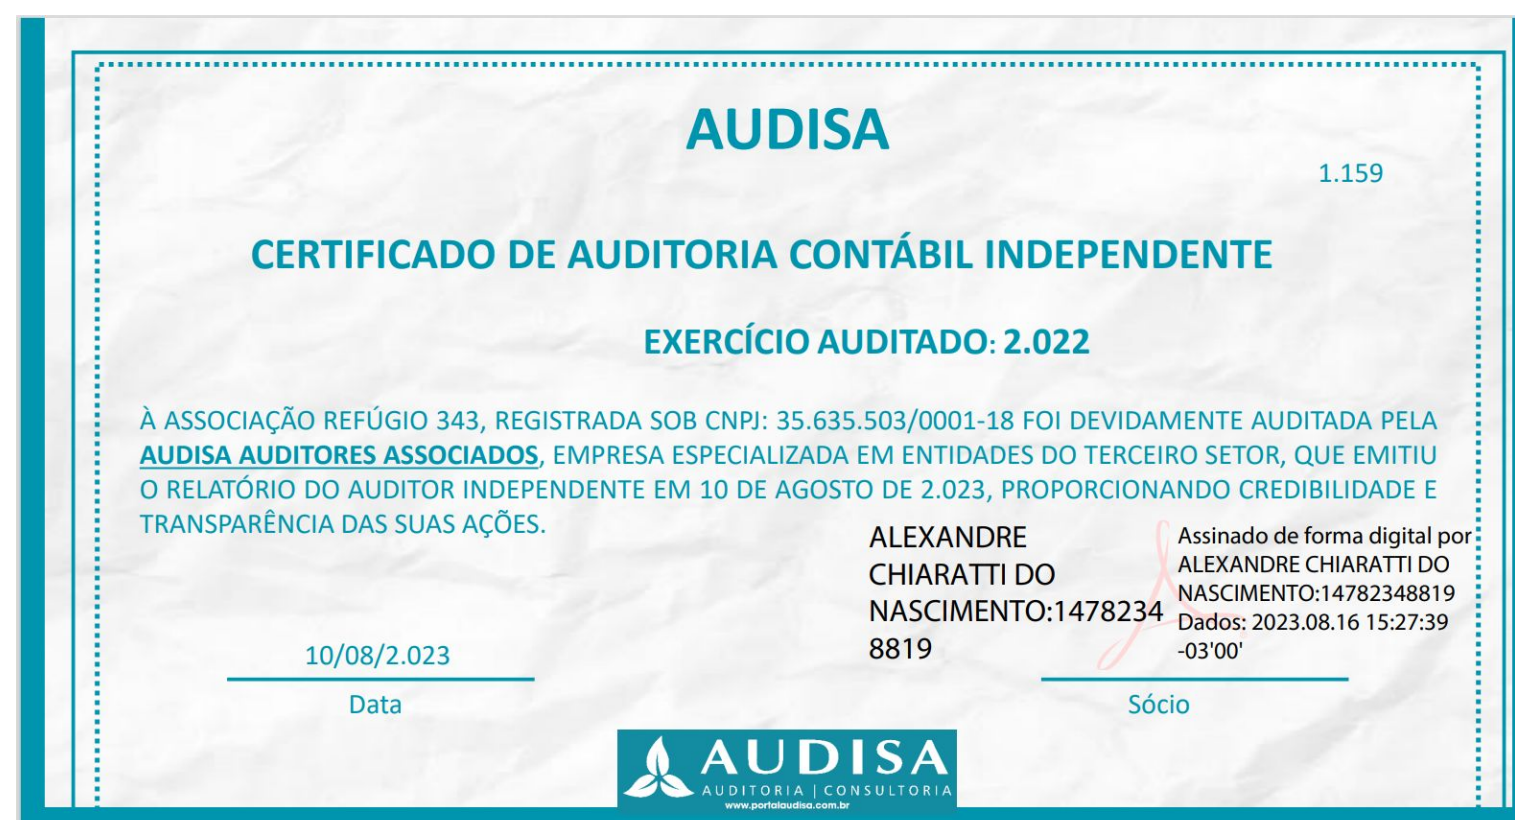 AUDISA
1.159
CERTIFICADO DE AUDITORIA CONTÁBIL INDEPENDENTE
EXERCÍCIO AUDITADO: 2.022
À ASSOCIAÇÃO REFÚGIO 343, REGISTRADA SOB CNPJ: 35.635.503/0001-18 FOI DEVIDAMENTE AUDITADA PELA
AUDISA AUDITORES ASSOCIADOS, EMPRESA ESPECIALIZADA EM ENTIDADES DO TERCEIRO SETOR, QUE EMITIU
O RELATÓRIO DO AUDITOR INDEPENDENTE EM 10 DE AGOSTO DE 2.023, PROPORCIONANDO CREDIBILIDADE E
TRANSPARÊNCIA DAS SUAS AÇÕES.
ALEXANDRE
CHIARATTI DO
NASCIMENTO:1478234
8819
Assinado de forma digital por
ALEXANDRE CHIARATTI DO
NASCIMENTO:14782348819
Dados: 2023.08.16 15:27:39
-03'00'
10/08/2.023
Data
Sócio
AUDISA
AUDITORIA | CONSULTORIA
www.portalaudisa.com.br